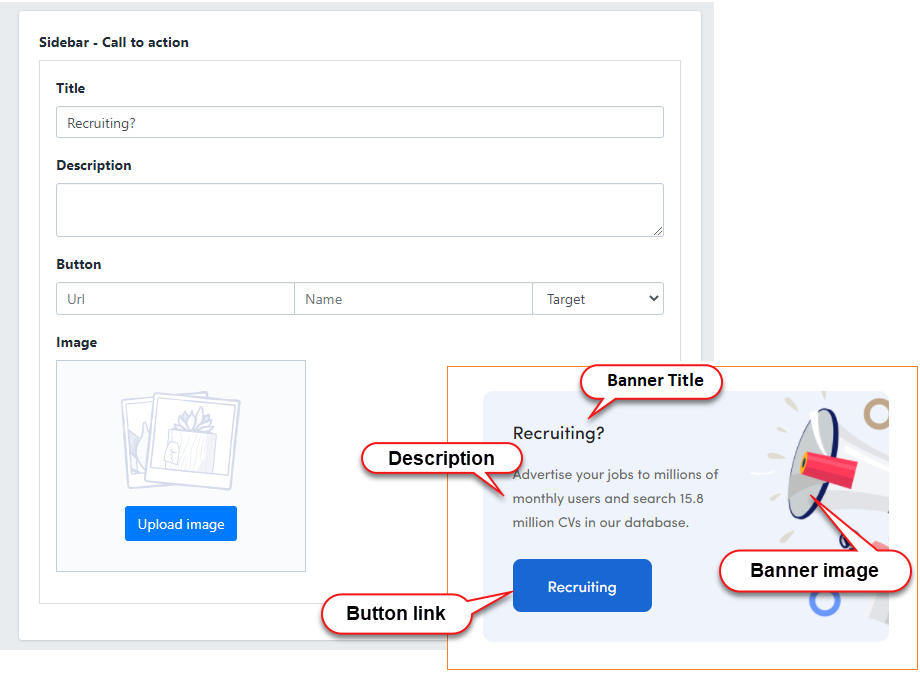 Sidebar - Call to action
Title
Recruiting?
Description
Button
Url
Name
Target
Image
Upload image
Banner Title
Recruiting?
Description
Advertise your jobs to millions of
monthly users and search 15.8
million CVs in our database.
Banner image
Recruiting
Button link